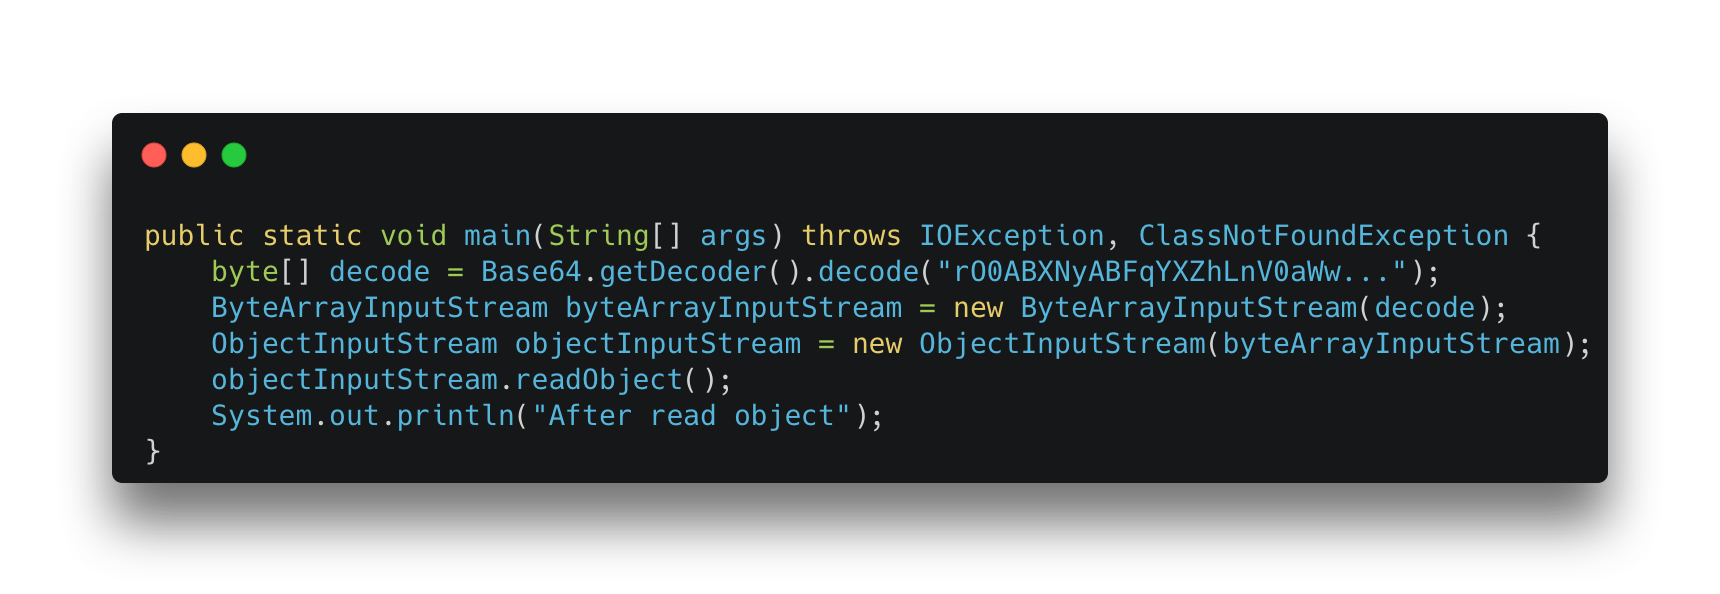 public static void main(String[] args) throws IOException, ClassNotFoundException {
    byte[] decode = Base64.getDecoder().decode("rO0ABXNyABFqYXZhLnV0aWw...");
    ByteArrayInputStream byteArrayInputStream = new ByteArrayInputStream(decode);
    ObjectInputStream objectInputStream = new ObjectInputStream(byteArrayInputStream);
    objectInputStream.readObject();
    System.out.println("After read object");
}